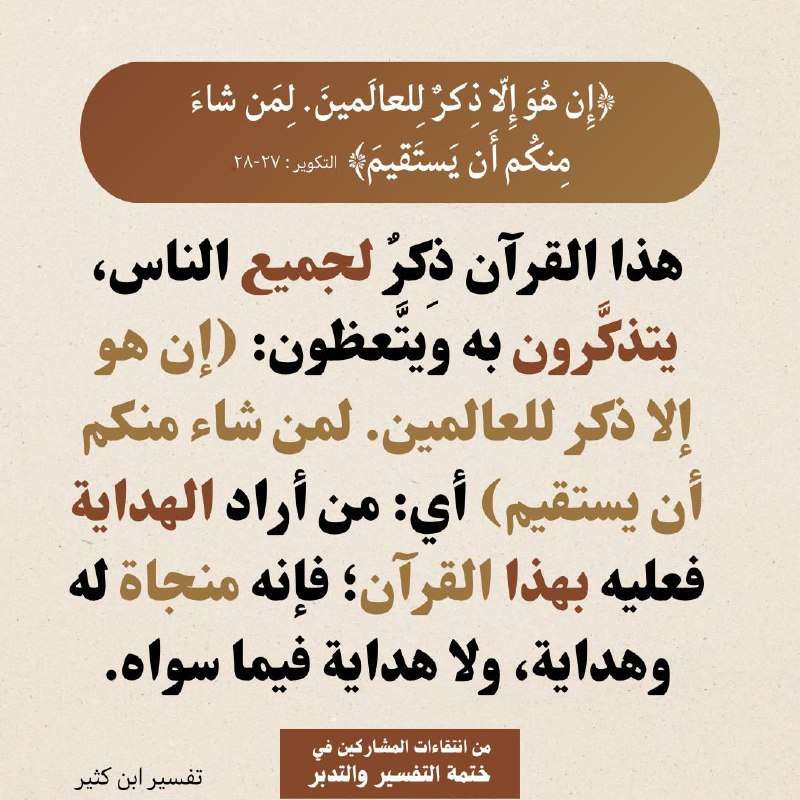 ﴿إِن هُوَ إِلّا ذِكرٌ لِلعالَمينَ. لِمَن شاءَ
مِنكُم أَن يَستَقيمَ﴾ التكوير: ٢٧-٢٨
هذا القرآن ذِكرٌ لجميع الناس،
يتذكَّرون به ويتَّعظون: (إن هو
إلا ذكر للعالمين. لمن شاء منكم
أن يستقيم) أي: من أراد الهداية
فعليه بهذا القرآن؛ فإنه منجاة له
وهداية، ولا هداية فيما سواه.
من انتقاءات المشاركين في
ختمة التفسير والتدبر
تفسير ابن كثير